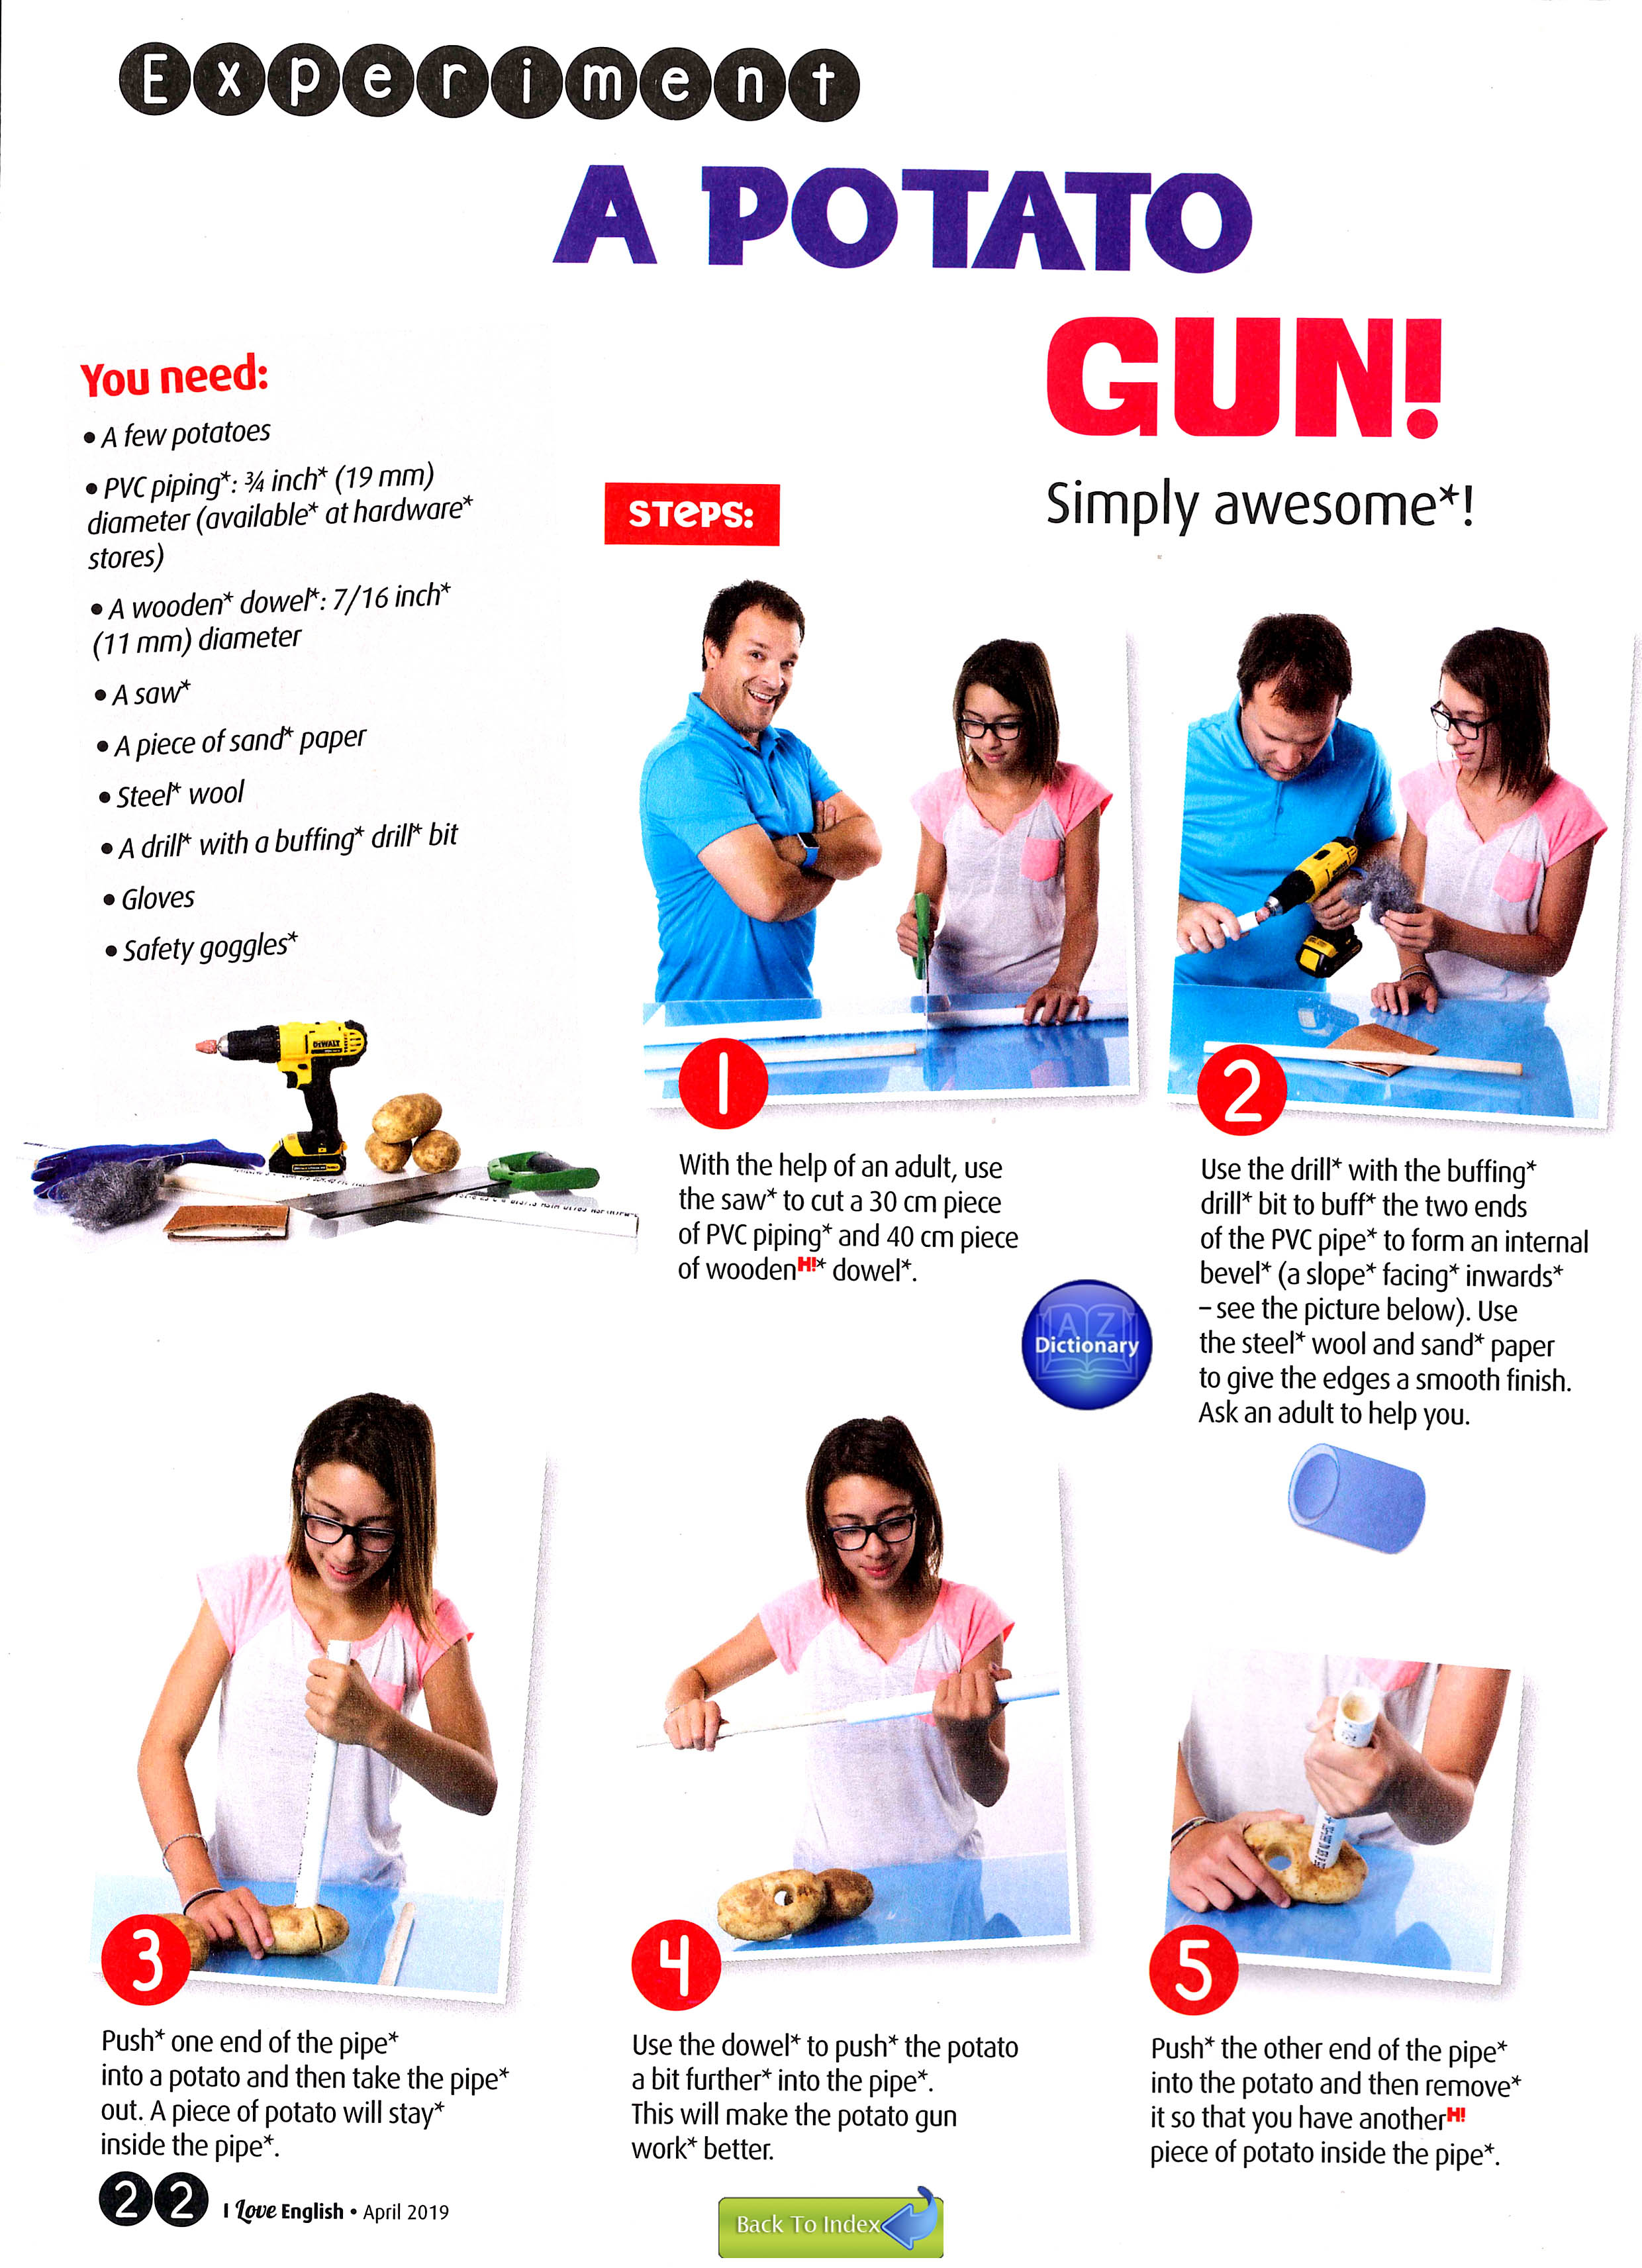 Experiment
A POTATO
GUN!
Simply awesome*!
You need:
• A few potatoes
• PVC piping*: ¾ inch* (19 mm)
diameter (available* at hardware*
stores)
• A wooden* dowel*: 7/16 inch*
(11 mm) diameter
• A saw*
• A piece of sand* paper
• Steel* wool
• A drill* with a buffing* drill* bit
• Gloves
• Safety goggles*
DEWALT
STEPS:
1
With the help of an adult, use
the saw* to cut a 30 cm piece
of PVC piping* and 40 cm piece
of woodenH!* dowel*.
2
Use the drill* with the buffing*
drill* bit to buff* the two ends
of the PVC pipe* to form an internal
bevel* (a slope* facing* inwards*
– see the picture below). Use
the steel* wool and sand* paper
to give the edges a smooth finish.
Ask an adult to help you.
A Z
Dictionary
3
Push* one end of the pipe*
into a potato and then take the pipe*
out. A piece of potato will stay*
inside the pipe*.
4
Use the dowel* to push* the potato
a bit further* into the pipe*.
This will make the potato gun
work* better.
5
Push* the other end of the pipe*
into the potato and then remove*
it so that you have anotherH!
piece of potato inside the pipe*.
22 I Love English • April 2019
Back To Index